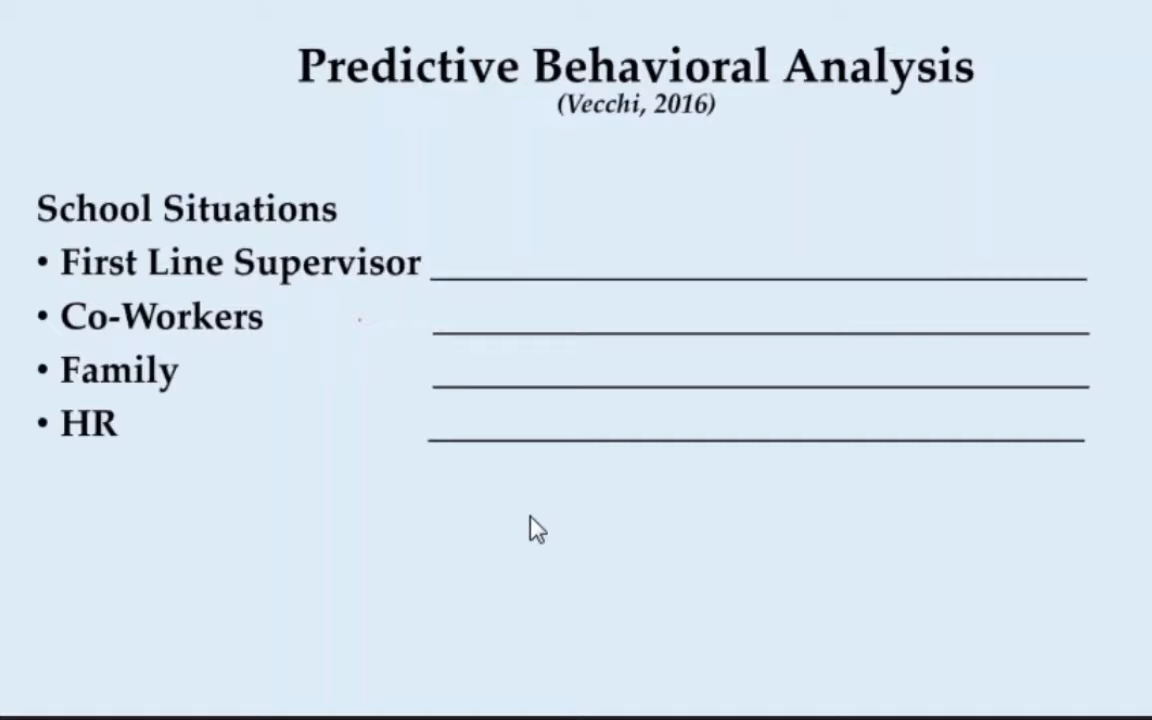 Predictive Behavioral Analysis
(Vecchi, 2016)
School Situations
• First Line Supervisor
• Co-Workers
• Family
• HR